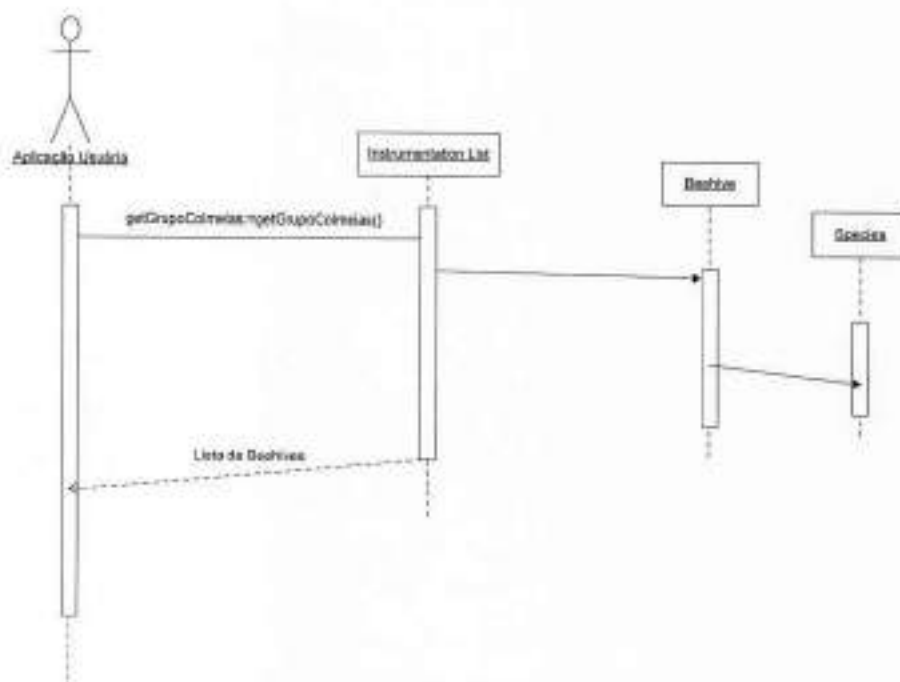 Aplicação Usuária
Instrumentation List
Beehive
Species
getGrupoColmeias:=getGrupoColmeias()
Lista de Beehives